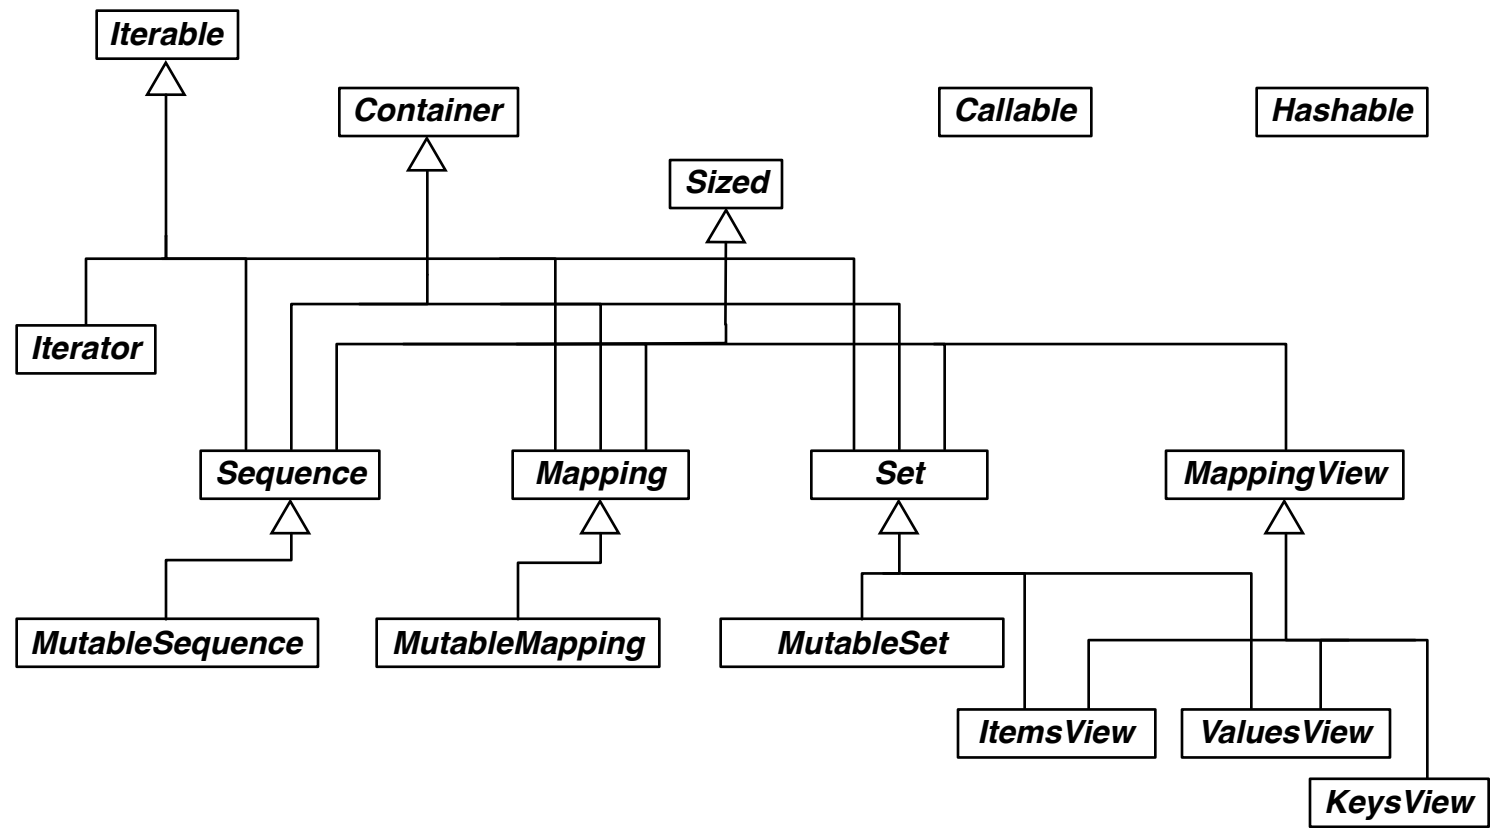 Iterable
Container
Callable
Hashable
Sized
Iterator
Sequence
Mapping
Set
MappingView
MutableSequence
MutableMapping
MutableSet
ItemsView
ValuesView
KeysView